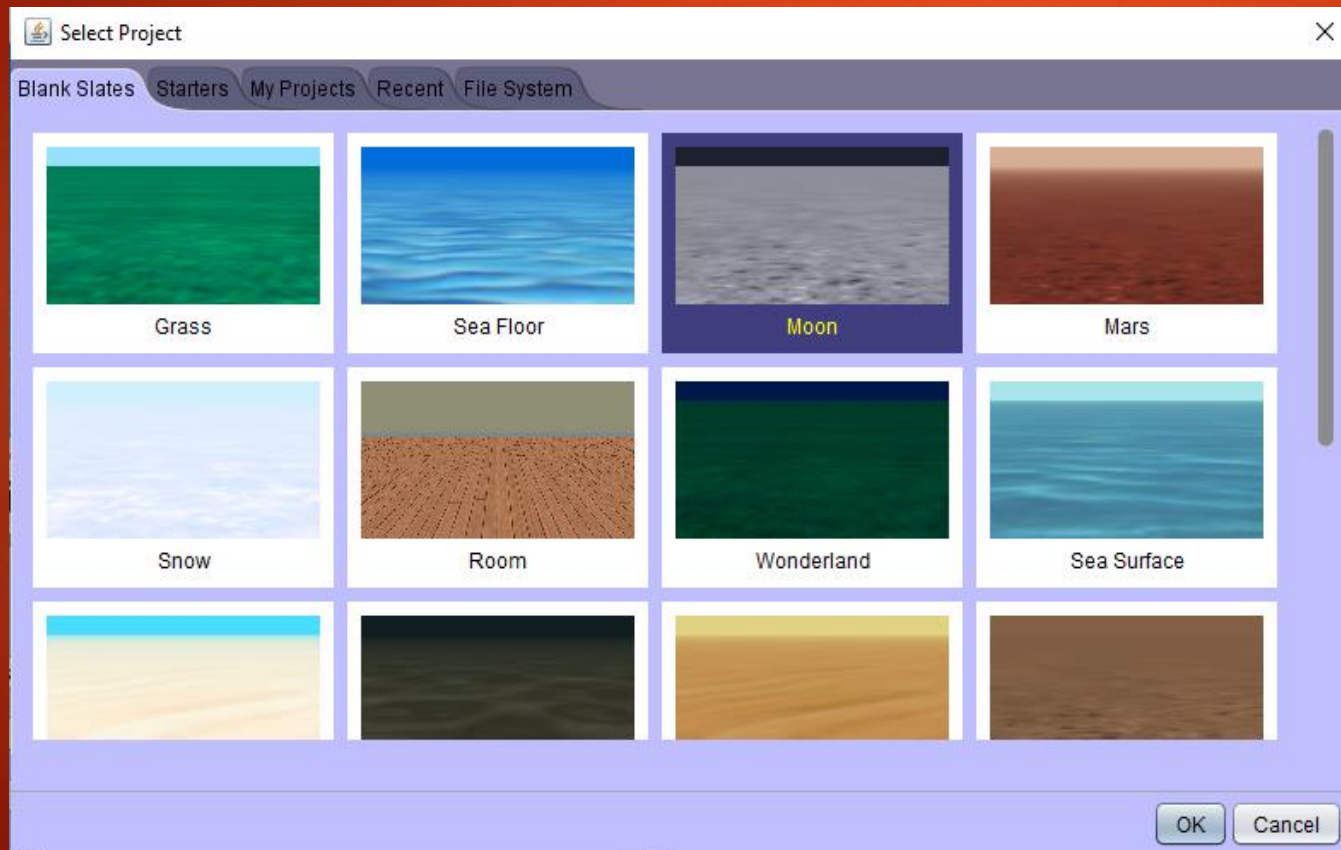 Select Project
Blank Slates Starters My Projects Recent File System
Grass Sea Floor Moon Mars
Snow Room Wonderland Sea Surface
OK Cancel